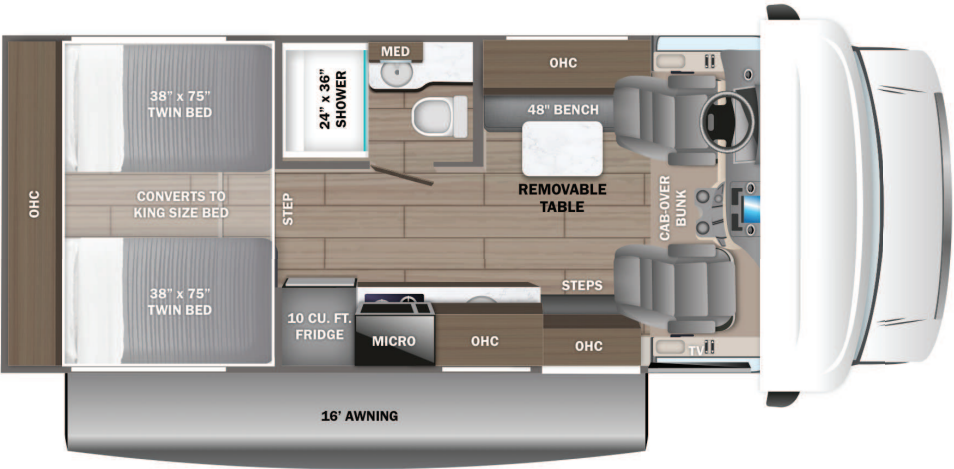 OHC
38” x 75”
TWIN BED
CONVERTS TO
KING SIZE BED
38” x 75”
TWIN BED
STEP
24” x 36”
SHOWER
MED
OHC
48" BENCH
REMOVABLE
TABLE
CAB-OVER
BUNK
STEPS
10 CU. FT.
FRIDGE
MICRO
OHC
OHC
TV
16’ AWNING